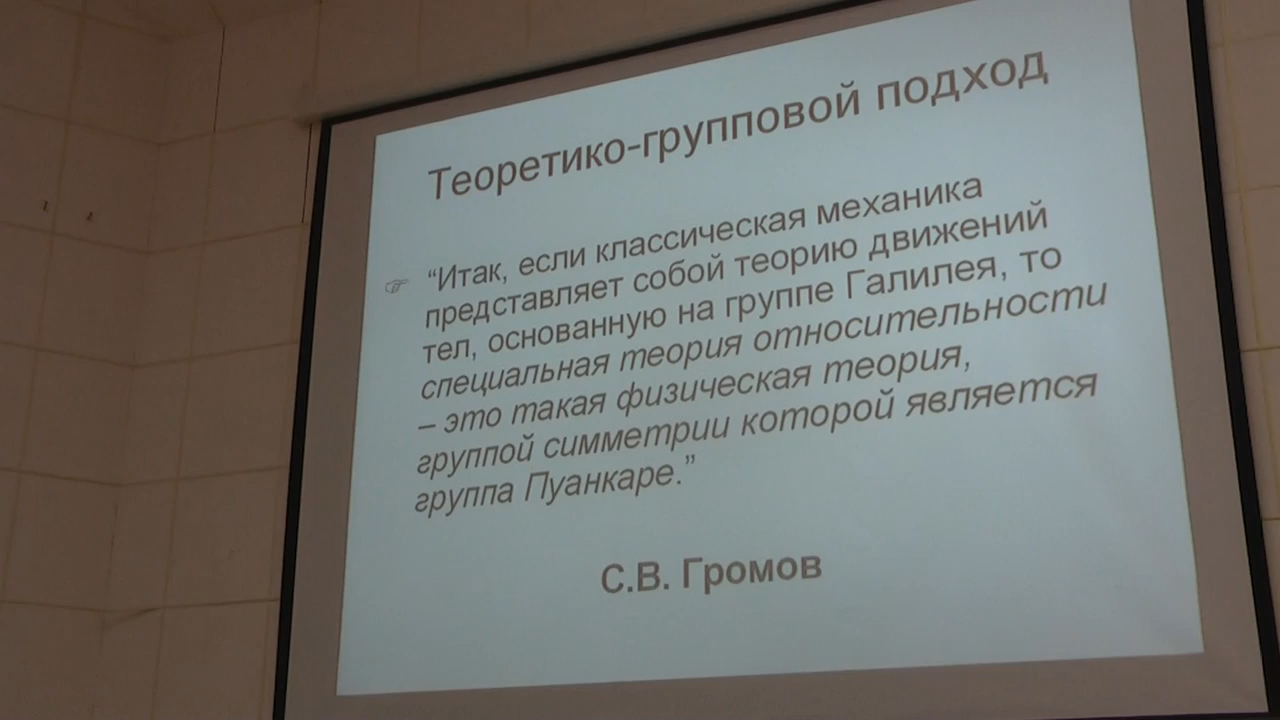 Теоретико-групповой подход
“Итак, если классическая механика
представляет собой теорию движений
тел, основанную на группе Галилея, то
специальная теория относительности
– это такая физическая теория,
группой симметрии которой является
группа Пуанкаре.”
С.В. Громов